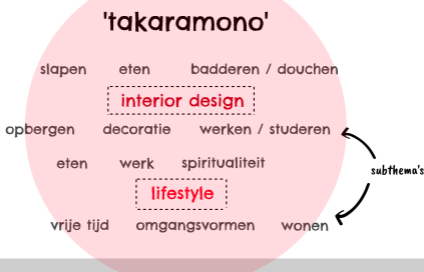 'takaramono'
slapen eten badderen / douchen
interior design
opbergen decoratie werken / studeren
eten werk spiritualiteit
subthema's
lifestyle
vrije tijd omgangsvormen wonen